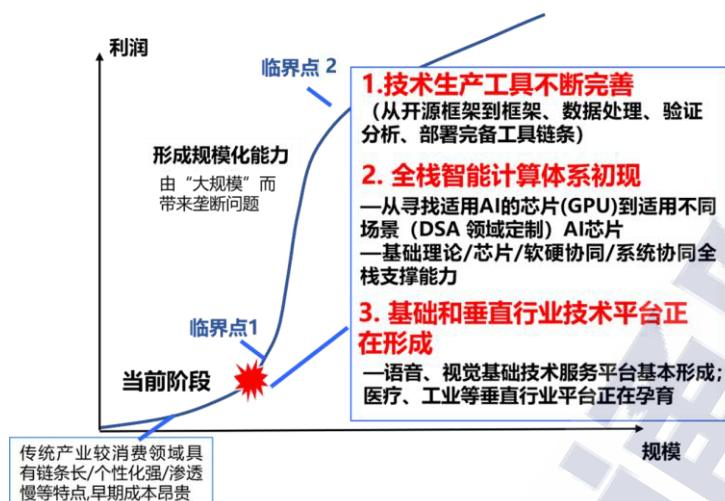 利润
临界点 2
形成规模化能力
由“大规模”而
带来垄断问题
临界点1
当前阶段
传统产业较消费领域具
有链条长/个性化强/渗透
慢等特点,早期成本昂贵
1.技术生产工具不断完善
（从开源框架到框架、数据处理、验证
分析、部署完备工具链条）
2. 全栈智能计算体系初现
—从寻找适用AI的芯片(GPU)到适用不同
场景（DSA 领域定制）AI芯片
—基础理论/芯片/软硬协同/系统协同全
栈支撑能力
3. 基础和垂直行业技术平台正
在形成
—语音、视觉基础技术服务平台基本形成；
医疗、工业等垂直行业平台正在孕育
规模